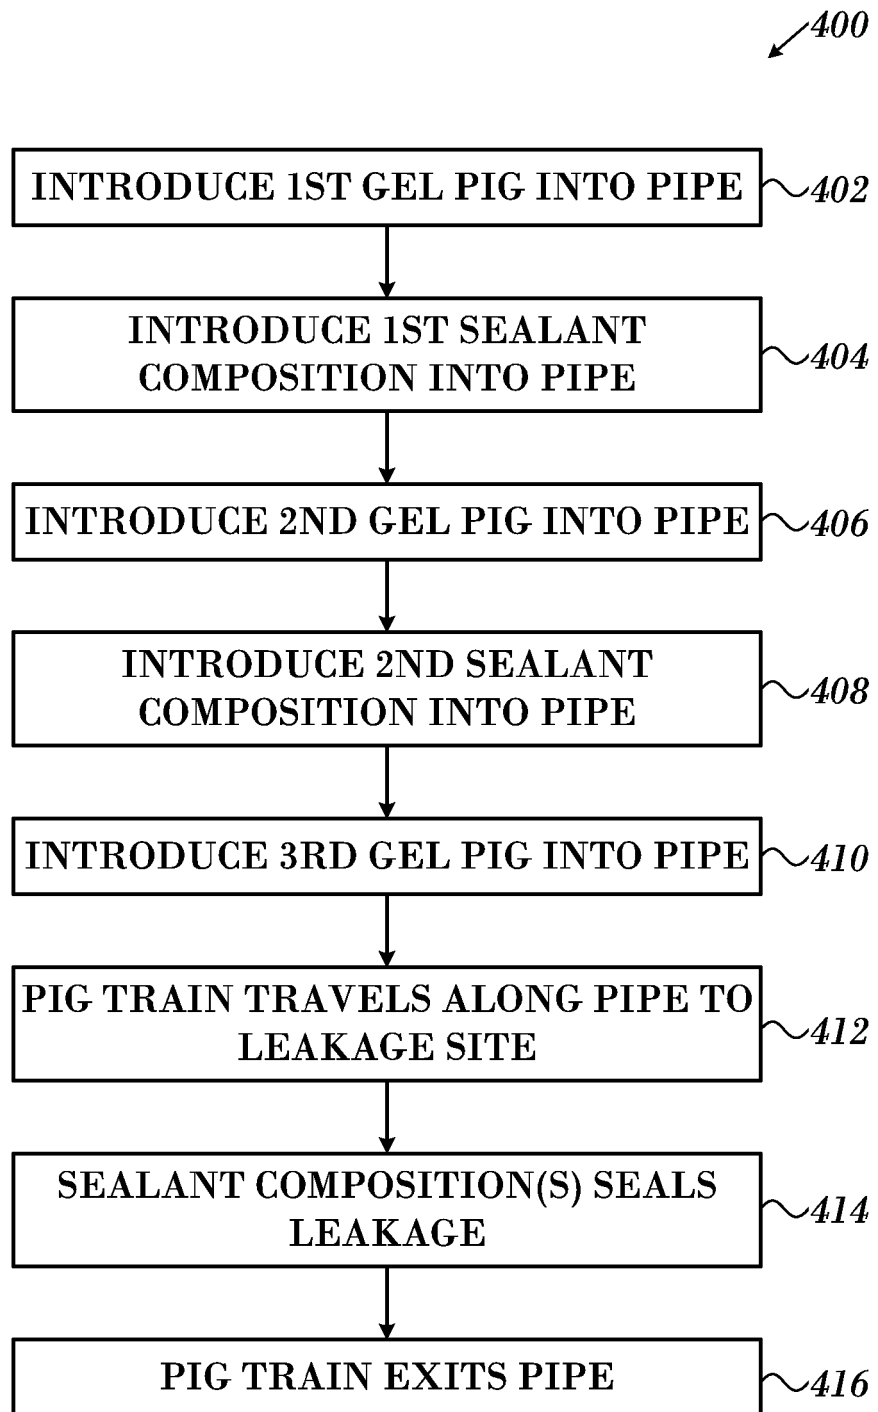 400
INTRODUCE 1ST GEL PIG INTO PIPE
402
INTRODUCE 1ST SEALANT
COMPOSITION INTO PIPE
404
INTRODUCE 2ND GEL PIG INTO PIPE
406
INTRODUCE 2ND SEALANT
COMPOSITION INTO PIPE
408
INTRODUCE 3RD GEL PIG INTO PIPE
410
PIG TRAIN TRAVELS ALONG PIPE TO
LEAKAGE SITE
412
SEALANT COMPOSITION(S) SEALS
LEAKAGE
414
PIG TRAIN EXITS PIPE
416